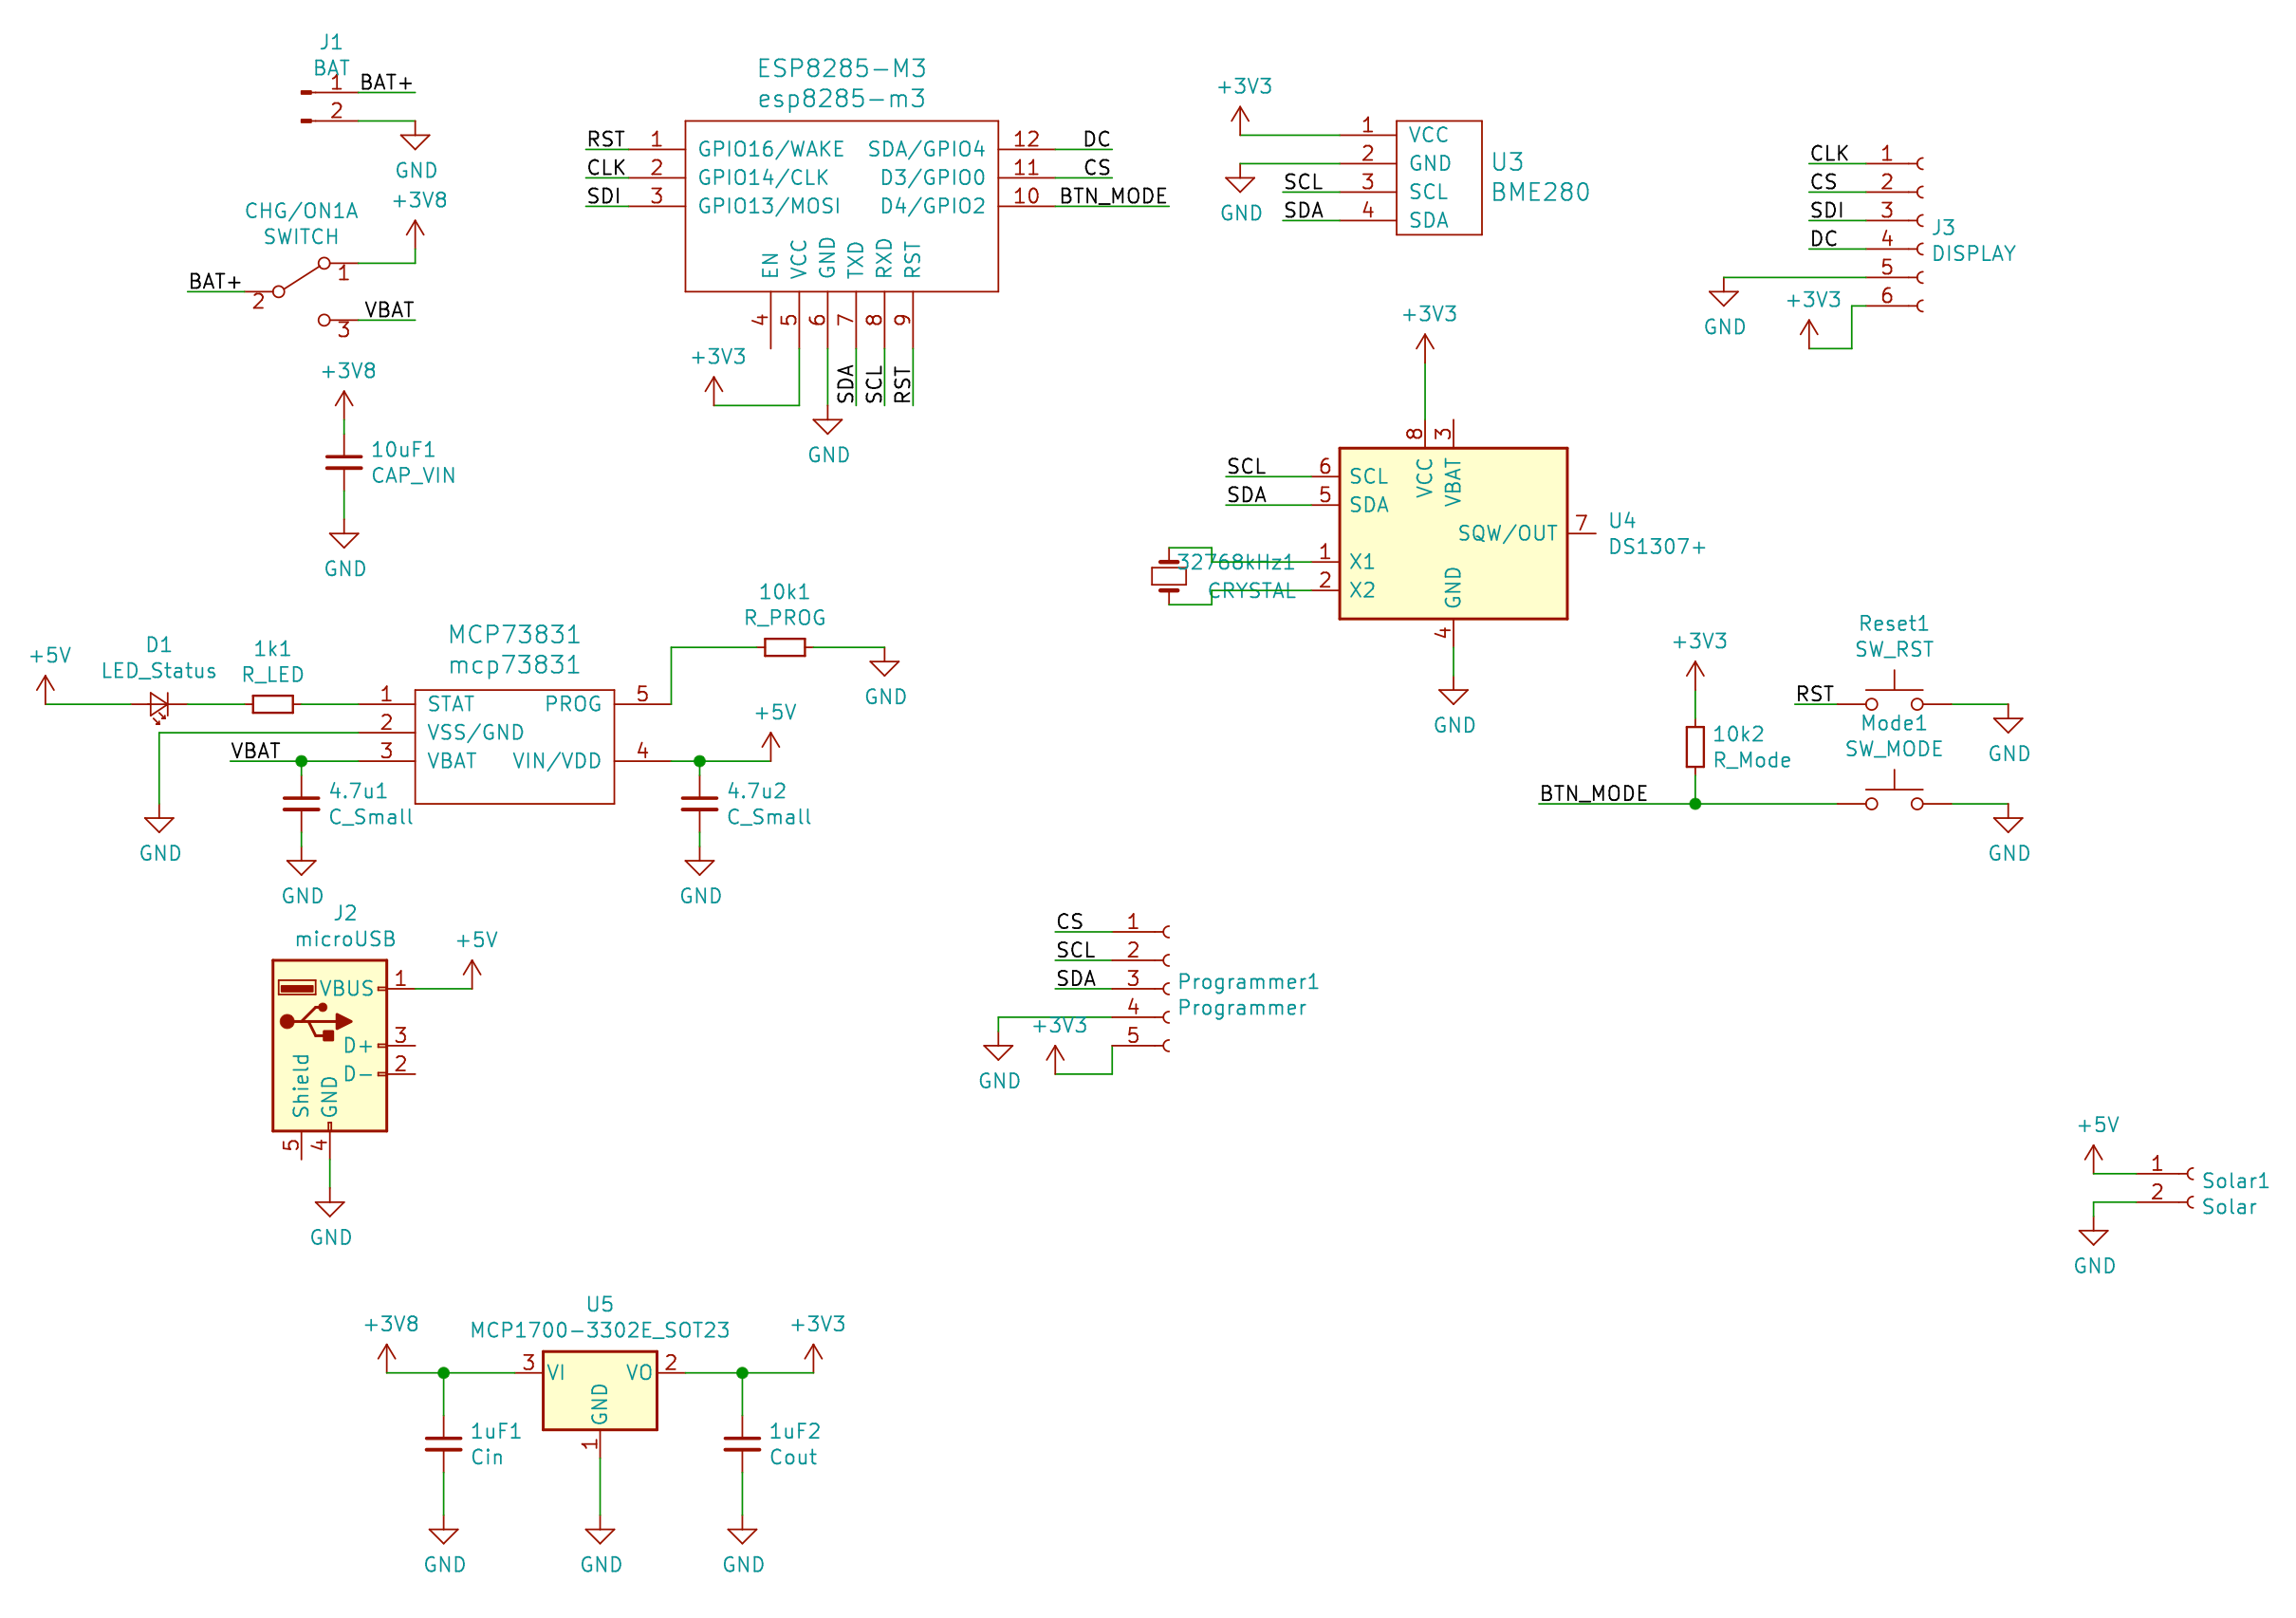 J1
BAT
1 BAT+
2
GND
+3V8
CHG/ON1A
SWITCH
BAT+ 2 1
VBAT
3
+3V8
10uF1
CAP_VIN
GND
ESP8285-M3
esp8285-m3
RST 1 GPIO16/WAKE SDA/GPIO4 12 DC
CLK 2 GPIO14/CLK D3/GPIO0 11 CS
SDI 3 GPIO13/MOSI D4/GPIO2 10 BTN_MODE
EN VCC GND TXD RXD RST
4 5 6 7 8 9
+3V3
SDA SCL RST
GND
+3V3
1 VCC
2 GND
SCL 3 SCL
SDA 4 SDA
GND
U3
BME280
CLK 1
CS 2
SDI 3
DC 4
5
6
J3
DISPLAY
+3V3
GND
+3V3
8 3
VCC VBAT
SCL 6 SCL
SDA 5 SDA
SQW/OUT 7
U4
DS1307+
32768kHz1 1 X1
CRYSTAL 2 X2
GND
4
GND
+5V
D1
LED_Status
1k1
R_LED
MCP73831
mcp73831
10k1
R_PROG
GND
1 STAT PROG 5
2 VSS/GND
VBAT 3 VBAT VIN/VDD 4
+5V
GND
4.7u1
C_Small
GND
4.7u2
C_Small
GND
+3V3
10k2
R_Mode
BTN_MODE
Reset1
SW_RST
RST
GND
Mode1
SW_MODE
GND
J2
microUSB
+5V
VBUS 1
D+ 3
D- 2
Shield GND
5 4
GND
CS 1
SCL 2
SDA 3
4
5
Programmer1
Programmer
+3V3
GND
+5V
1
2
Solar1
Solar
GND
U5
MCP1700-3302E_SOT23
+3V8
3 VI VO 2
GND
1
+3V3
1uF1
Cin
1uF2
Cout
GND
GND
GND